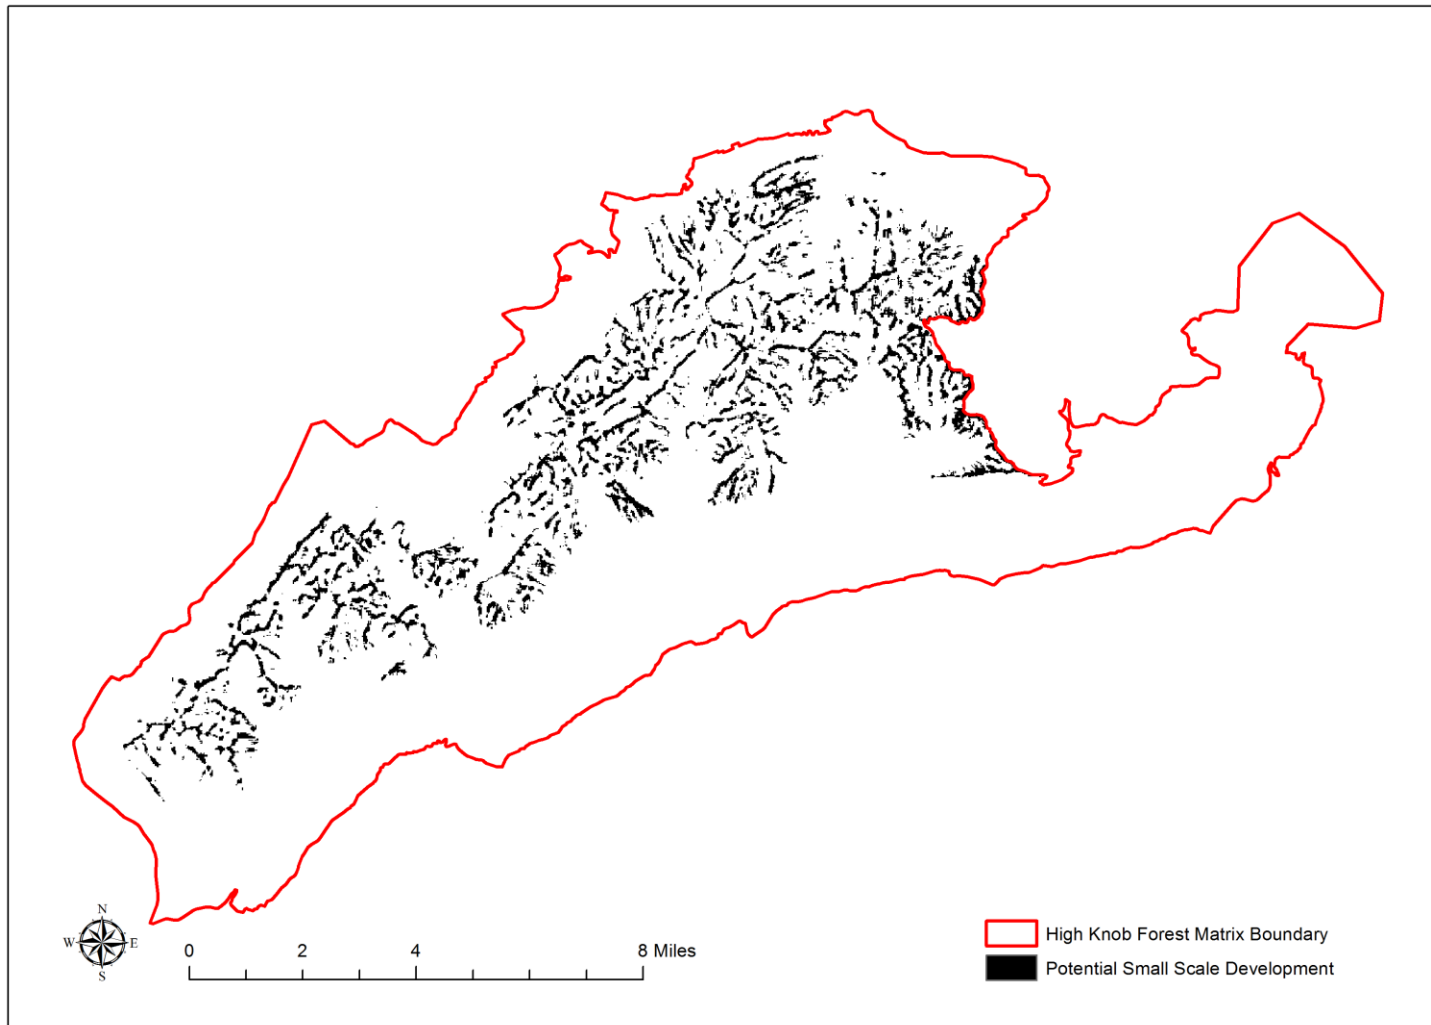 N
W E
S
0 2 4 8 Miles
High Knob Forest Matrix Boundary
Potential Small Scale Development